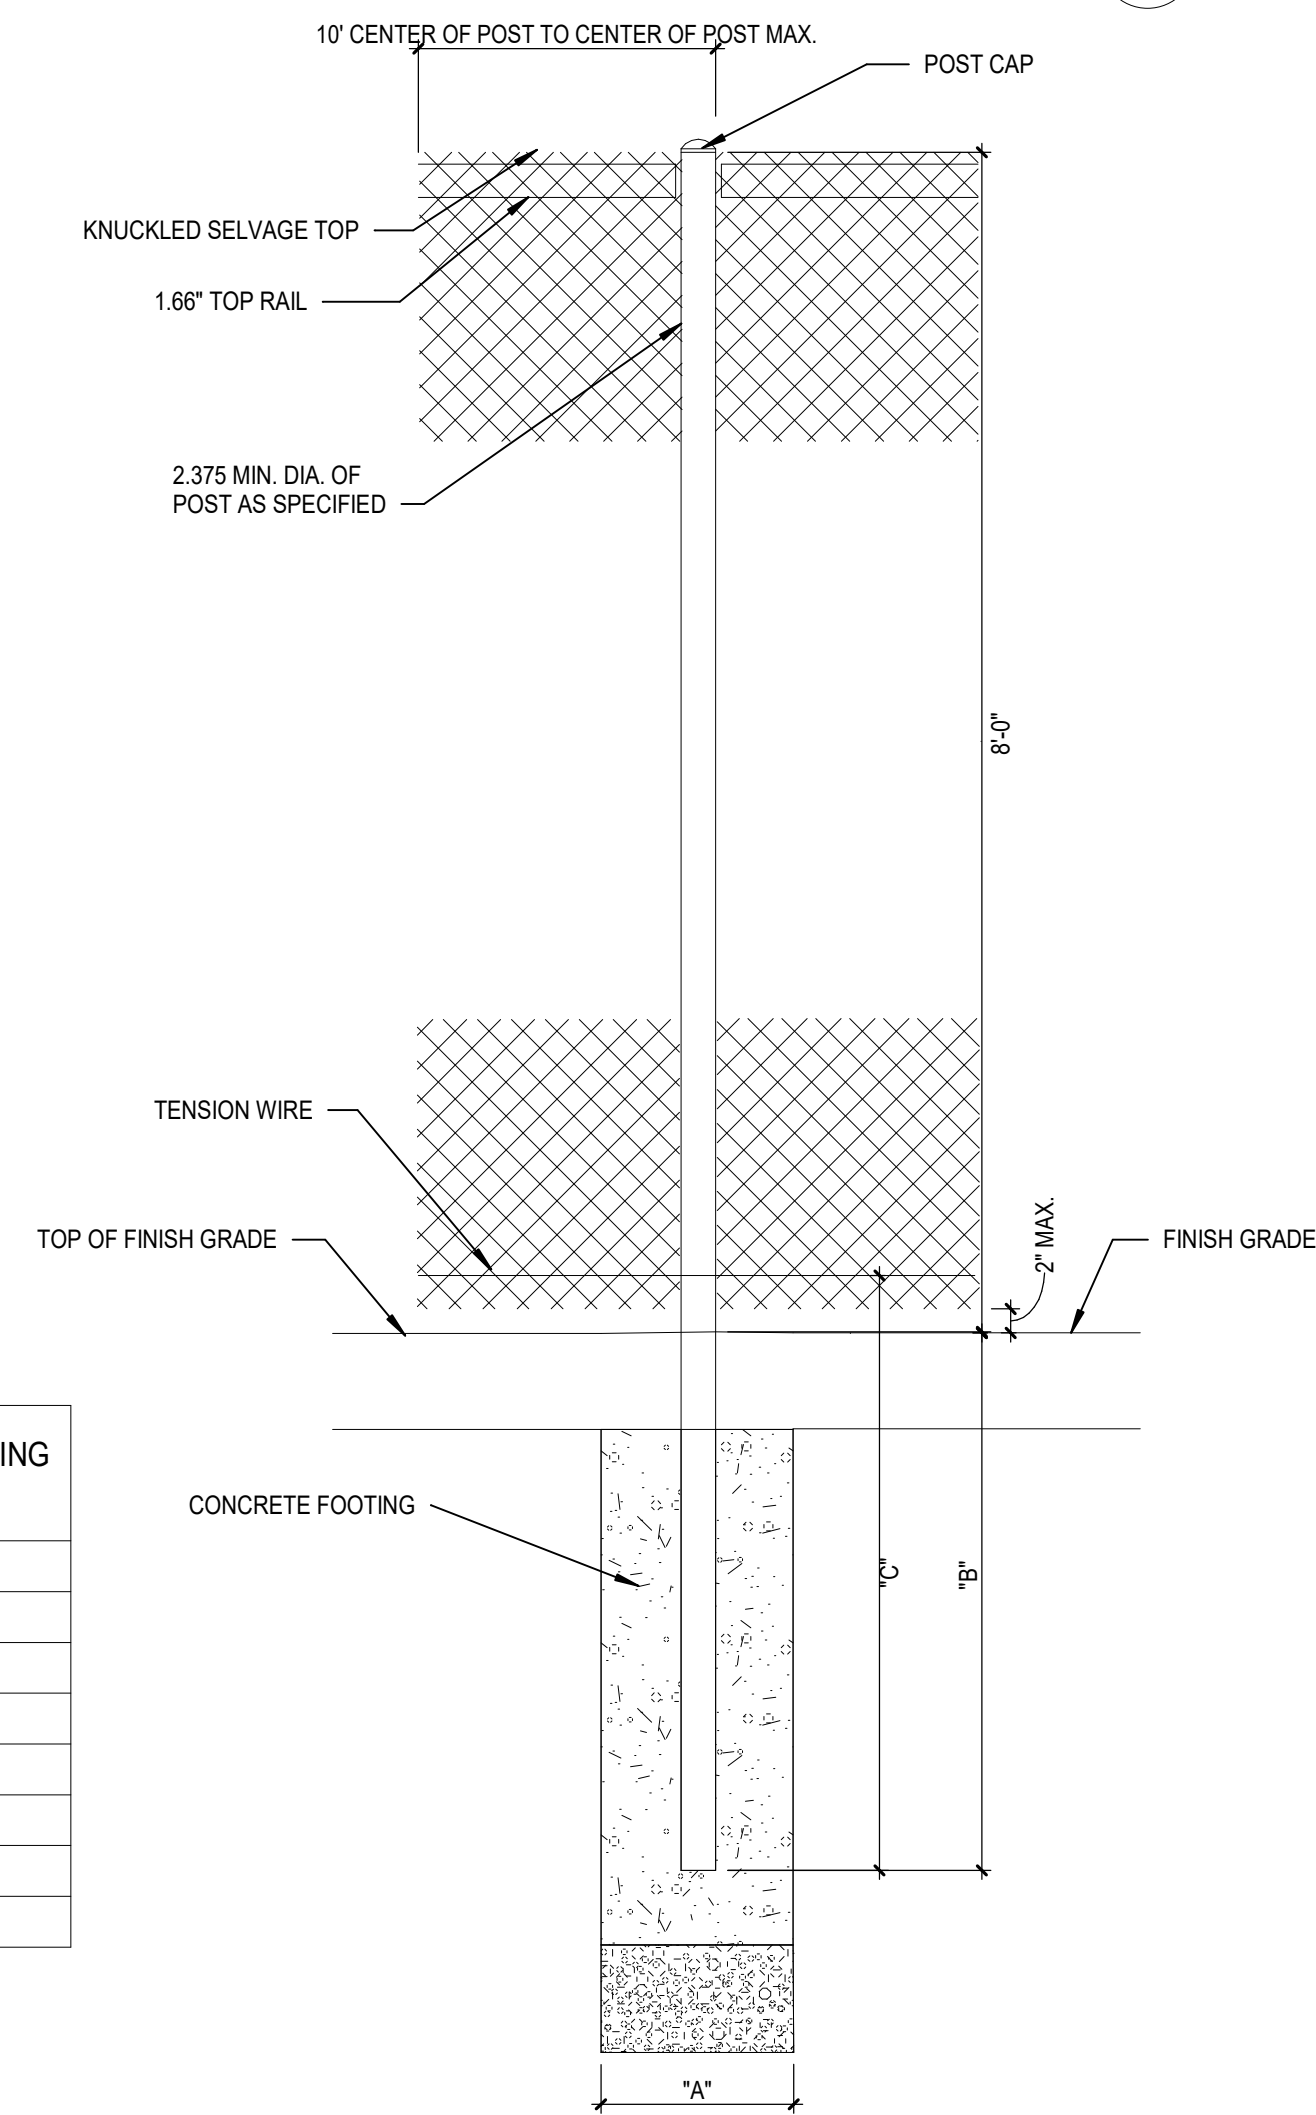 10' CENTER OF POST TO CENTER OF POST MAX.
POST CAP
KNUCKLED SELVAGE TOP
1.66" TOP RAIL
2.375 MIN. DIA. OF
POST AS SPECIFIED
8'-0"
TENSION WIRE
2" MAX.
TOP OF FINISH GRADE
FINISH GRADE
ING
CONCRETE FOOTING
"C"
"B"
"A"